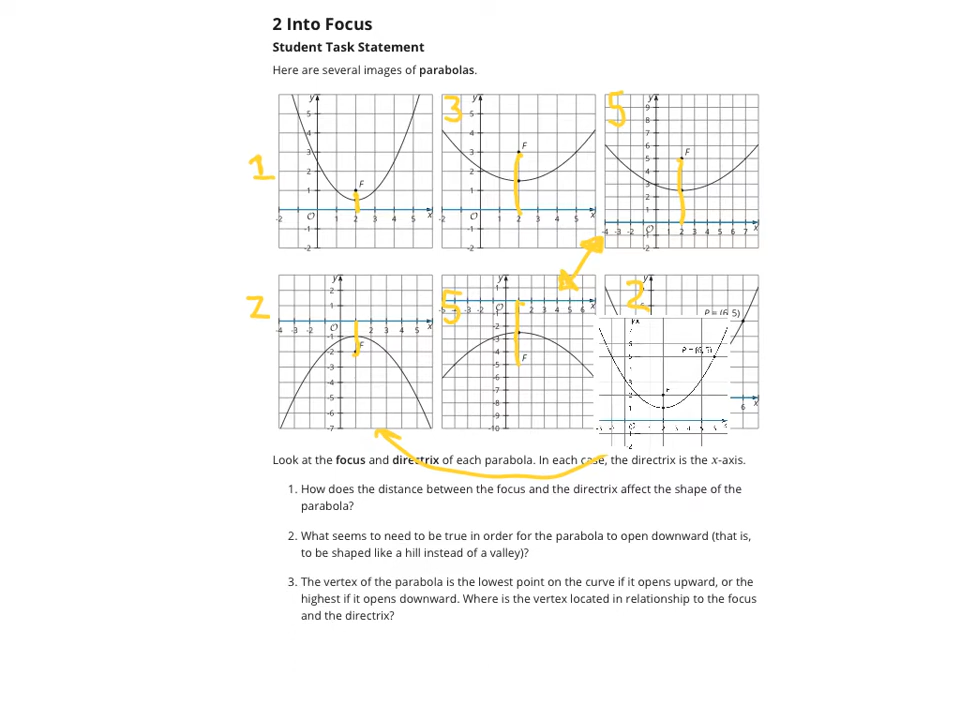 2 Into Focus
Student Task Statement
Here are several images of parabolas.
1
3
5
F
F
F
2
5
2
F
F
P = (6, 5)
Look at the focus and directrix of each parabola. In each case, the directrix is the x-axis.
1. How does the distance between the focus and the directrix affect the shape of the
parabola?
2. What seems to need to be true in order for the parabola to open downward (that is,
to be shaped like a hill instead of a valley)?
3. The vertex of the parabola is the lowest point on the curve if it opens upward, or the
highest if it opens downward. Where is the vertex located in relationship to the focus
and the directrix?